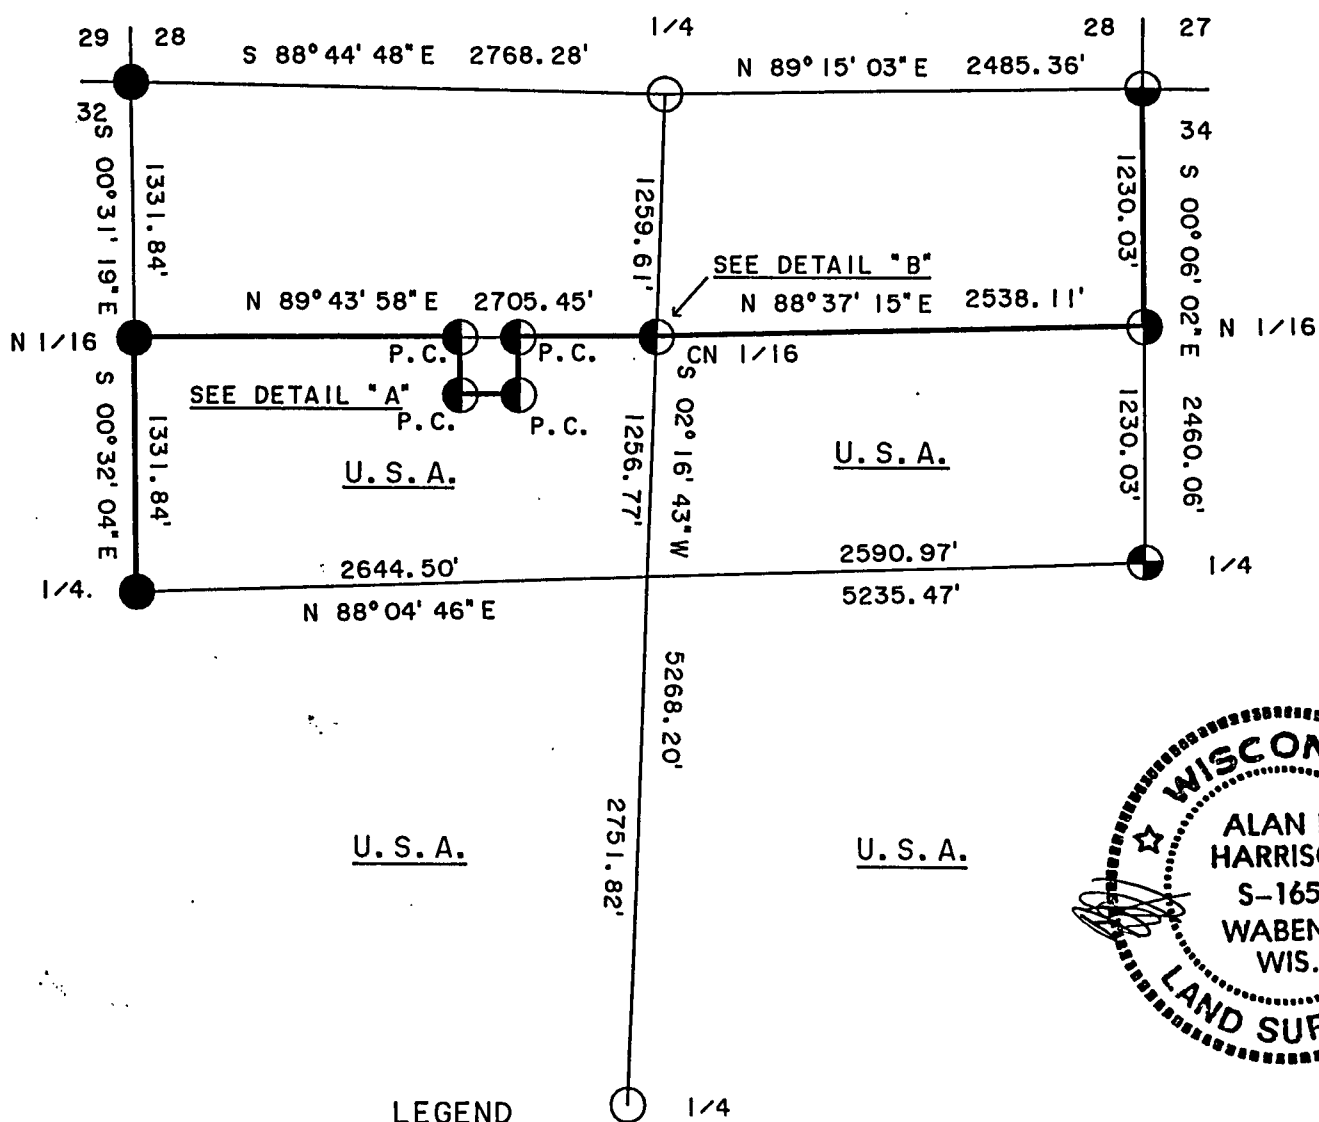 29 28
S 88°44'48"E 2768.28'
1/4
N 89°15'03"E 2485.36'
28 27
32
34
S 00°31'19"E
1331.84'
1259.61'
1230.03'
S 00°06'02"E 2460.06'
SEE DETAIL "B"
N 89°43'58"E 2705.45'
N 88°37'15"E 2538.11'
N 1/16
P.C.
P.C.
CN 1/16
N 1/16
SEE DETAIL "A"
P.C.
P.C.
S 00°32'04"E
1331.84'
1256.77'
S 02°16'43"W
1230.03'
U.S.A.
U.S.A.
2644.50'
2590.97'
1/4.
N 88°04'46"E
5235.47'
1/4
5268.20'
2751.82'
U.S.A.
U.S.A.
WISCON
ALAN
HARRISO
S-165
WABEN
WIS.
LAND SUR
LEGEND
1/4